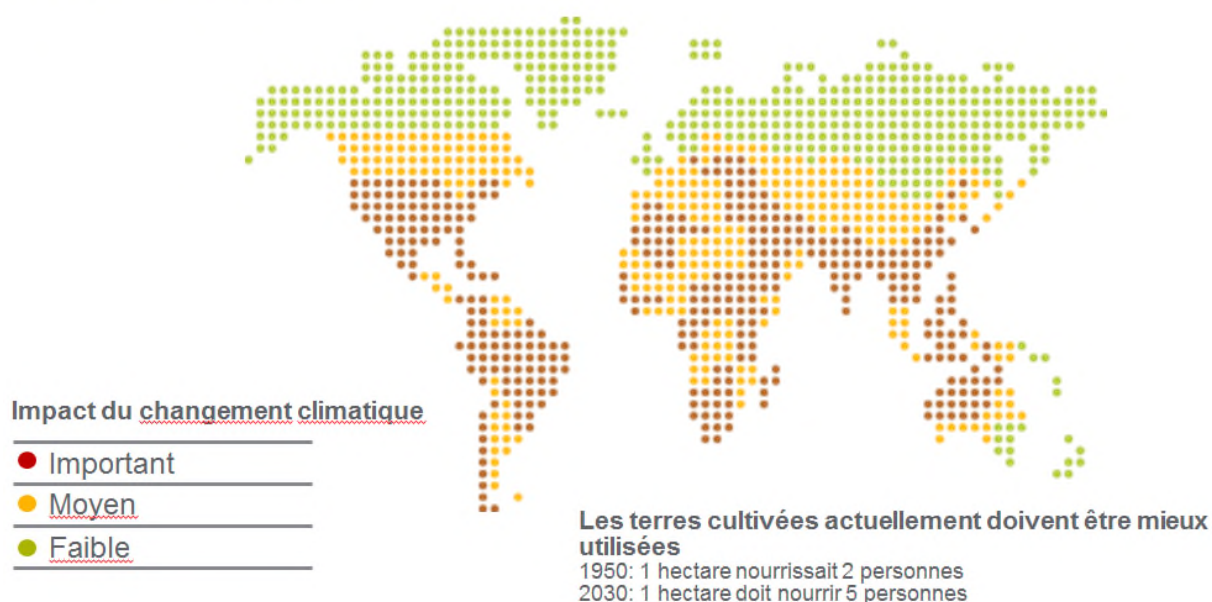 Impact du changement climatique
Important
Moyen
Faible
Les terres cultivées actuellement doivent être mieux
utilisées
1950: 1 hectare nourrissait 2 personnes
2030: 1 hectare doit nourrir 5 personnes